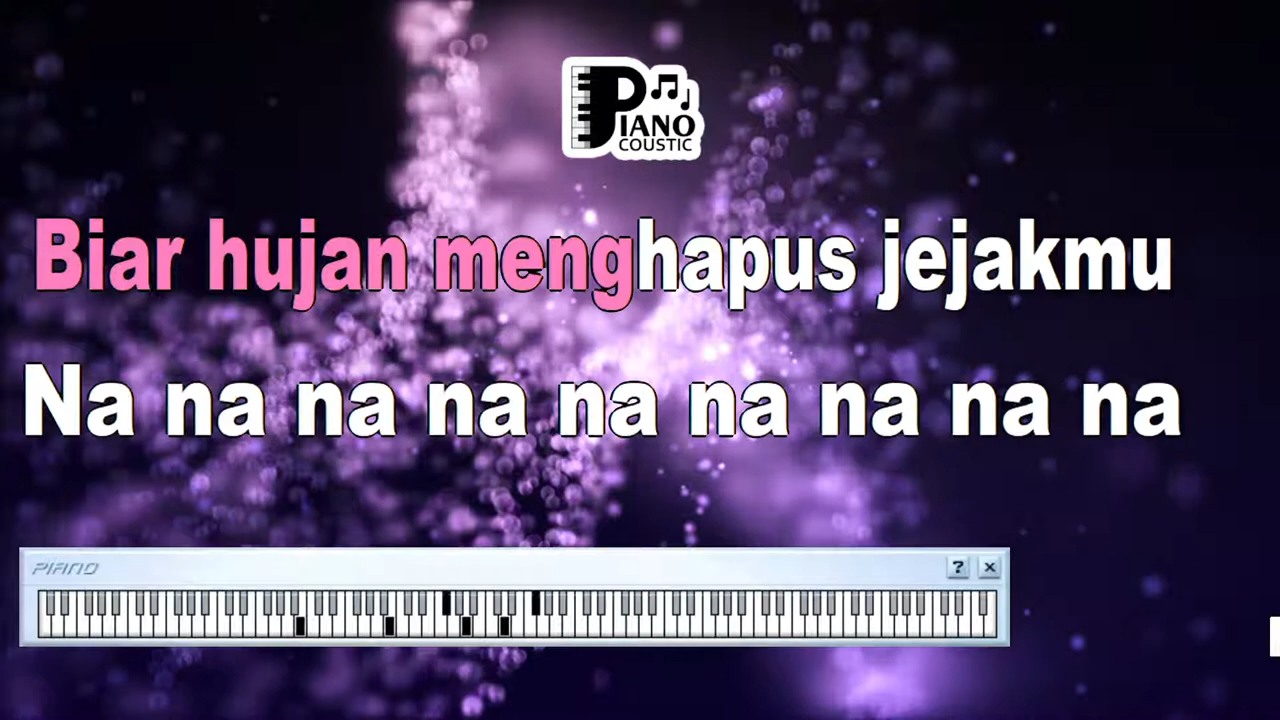 PIANO
COUSTIC
Biar hujan menghapus jejakmu
Na na na na na na na na na
PIANO
? ×